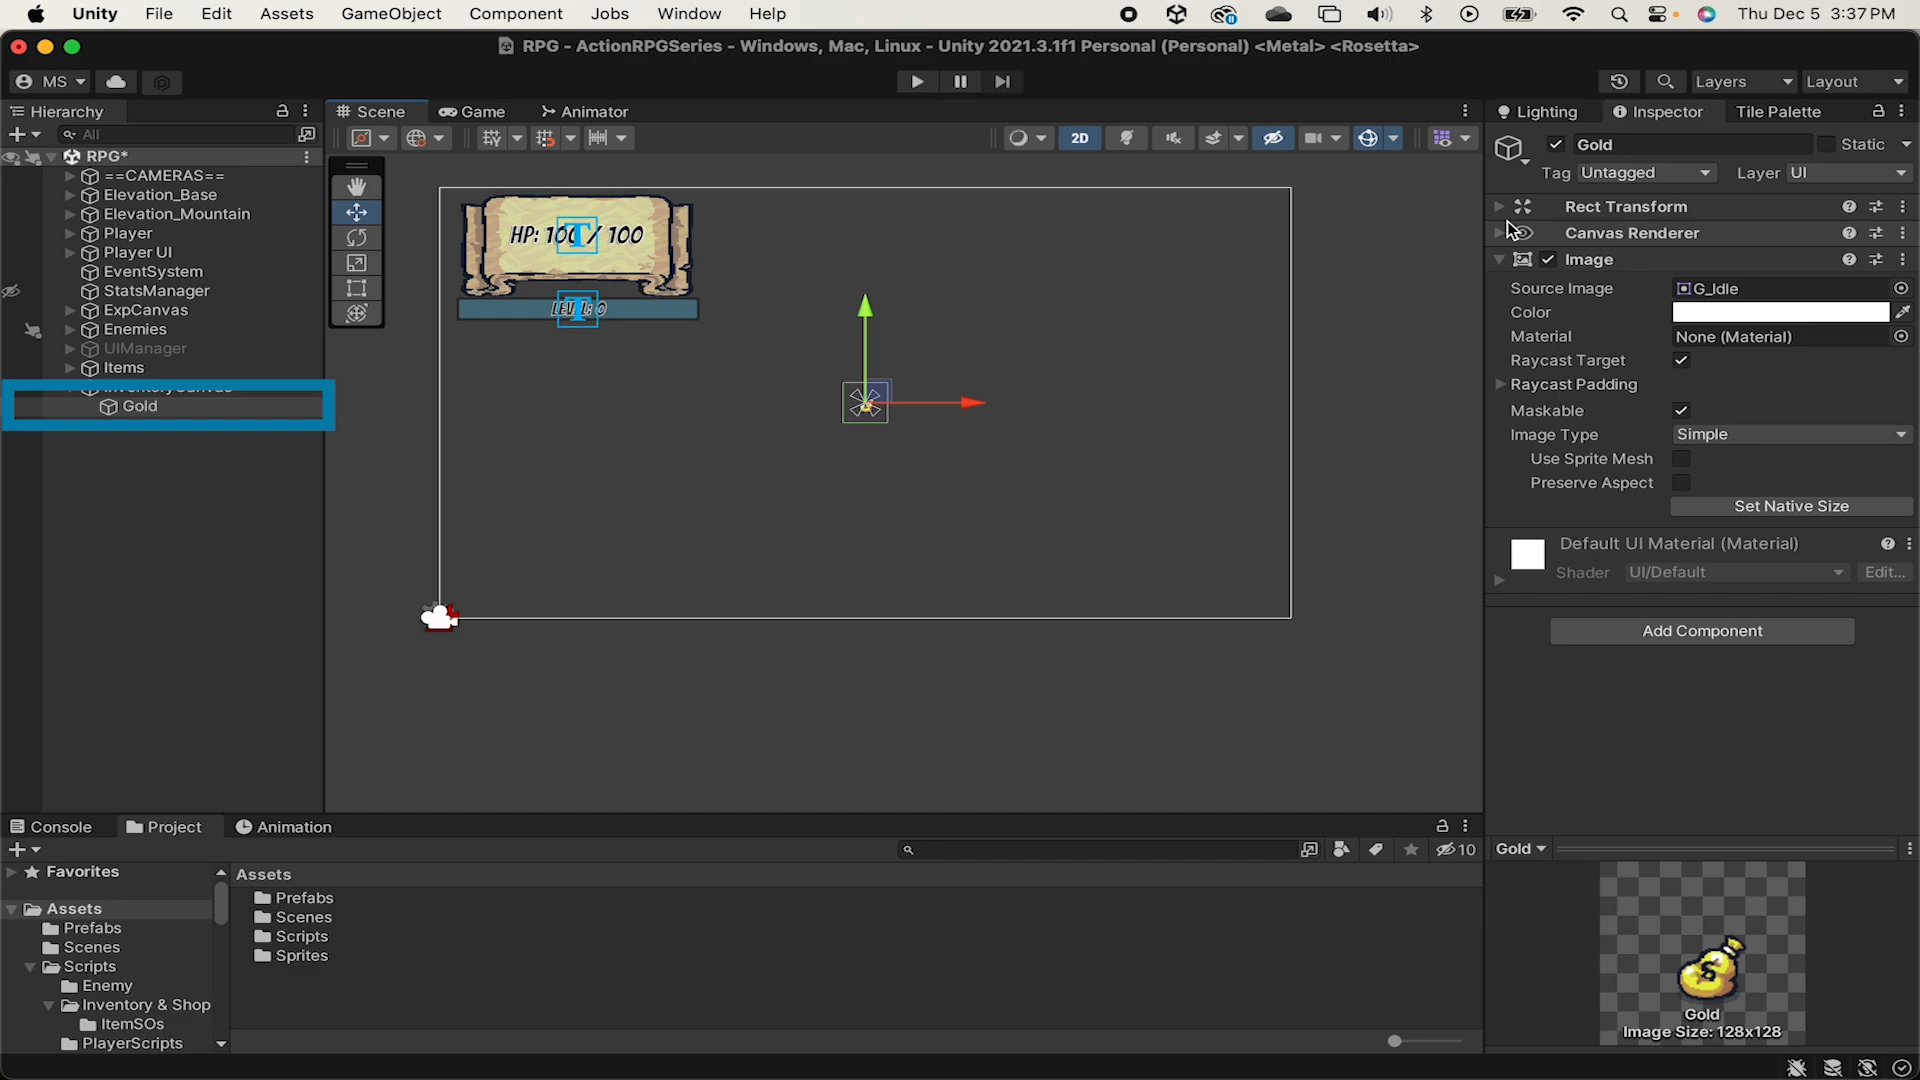 Unity File Edit Assets GameObject Component Jobs Window Help Thu Dec 5 3:37 PM
RPG - ActionRPGSeries - Windows, Mac, Linux - Unity 2021.3.1f1 Personal (Personal) <Metal> <Rosetta>
MS Layers Layout
Hierarchy Scene Game Animator Lighting Inspector Tile Palette
All 2D
RPG*
==CAMERAS==
Elevation_Base
Elevation_Mountain
Player
Player UI
EventSystem
StatsManager
ExpCanvas
Enemies
UIManager
Items
InventoryCanvas
Gold
HP: 100 / 100
LEVEL: 0
Gold Static
Tag Untagged Layer UI
Rect Transform
Canvas Renderer
Image
Source Image G_Idle
Color
Material None (Material)
Raycast Target
Raycast Padding
Maskable
Image Type Simple
Use Sprite Mesh
Preserve Aspect
Set Native Size
Default UI Material (Material)
Shader UI/Default Edit...
Add Component
Console Project Animation
10
Favorites
Assets
Prefabs
Scenes
Scripts
Enemy
Inventory & Shop
ItemSOs
PlayerScripts
Assets
Prefabs
Scenes
Scripts
Sprites
Gold
Gold
Image Size: 128x128